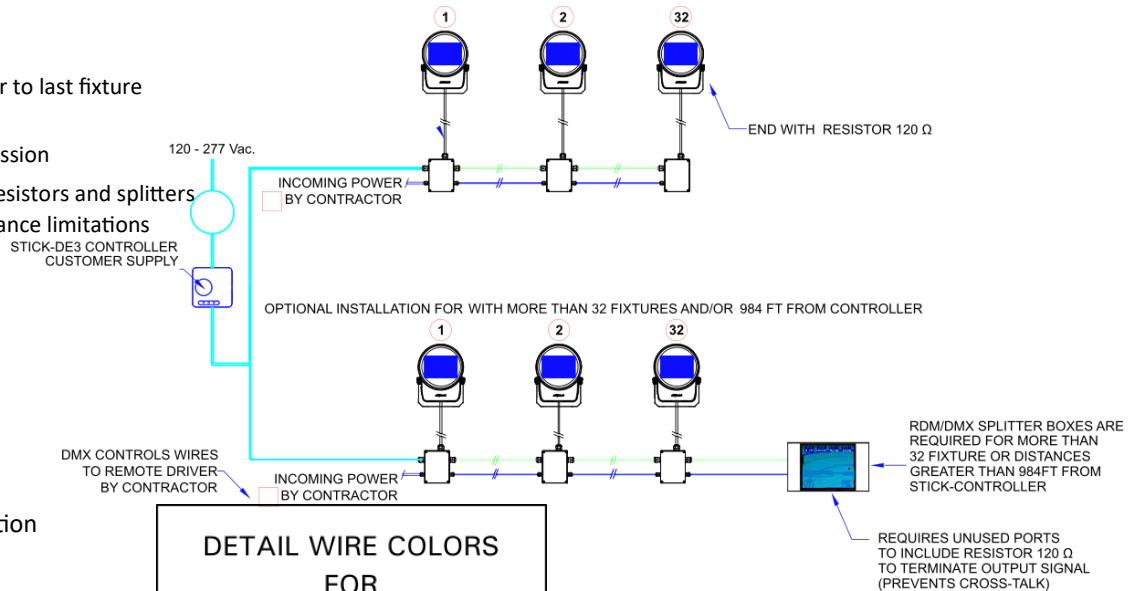 1
2
32
r to last fixture
END WITH RESISTOR 120 Ω
ssion
120 - 277 Vac.
esistors and splitters
INCOMING POWER
BY CONTRACTOR
ance limitations
STICK-DE3 CONTROLLER
CUSTOMER SUPPLY
OPTIONAL INSTALLATION FOR WITH MORE THAN 32 FIXTURES AND/OR 984 FT FROM CONTROLLER
1
2
32
RDM/DMX SPLITTER BOXES ARE
REQUIRED FOR MORE THAN
32 FIXTURE OR DISTANCES
GREATER THAN 984FT FROM
STICK-CONTROLLER
DMX CONTROLS WIRES
TO REMOTE DRIVER
BY CONTRACTOR
INCOMING POWER
BY CONTRACTOR
tion
DETAIL WIRE COLORS
FOR
REQUIRES UNUSED PORTS
TO INCLUDE RESISTOR 120 Ω
TO TERMINATE OUTPUT SIGNAL
(PREVENTS CROSS-TALK)